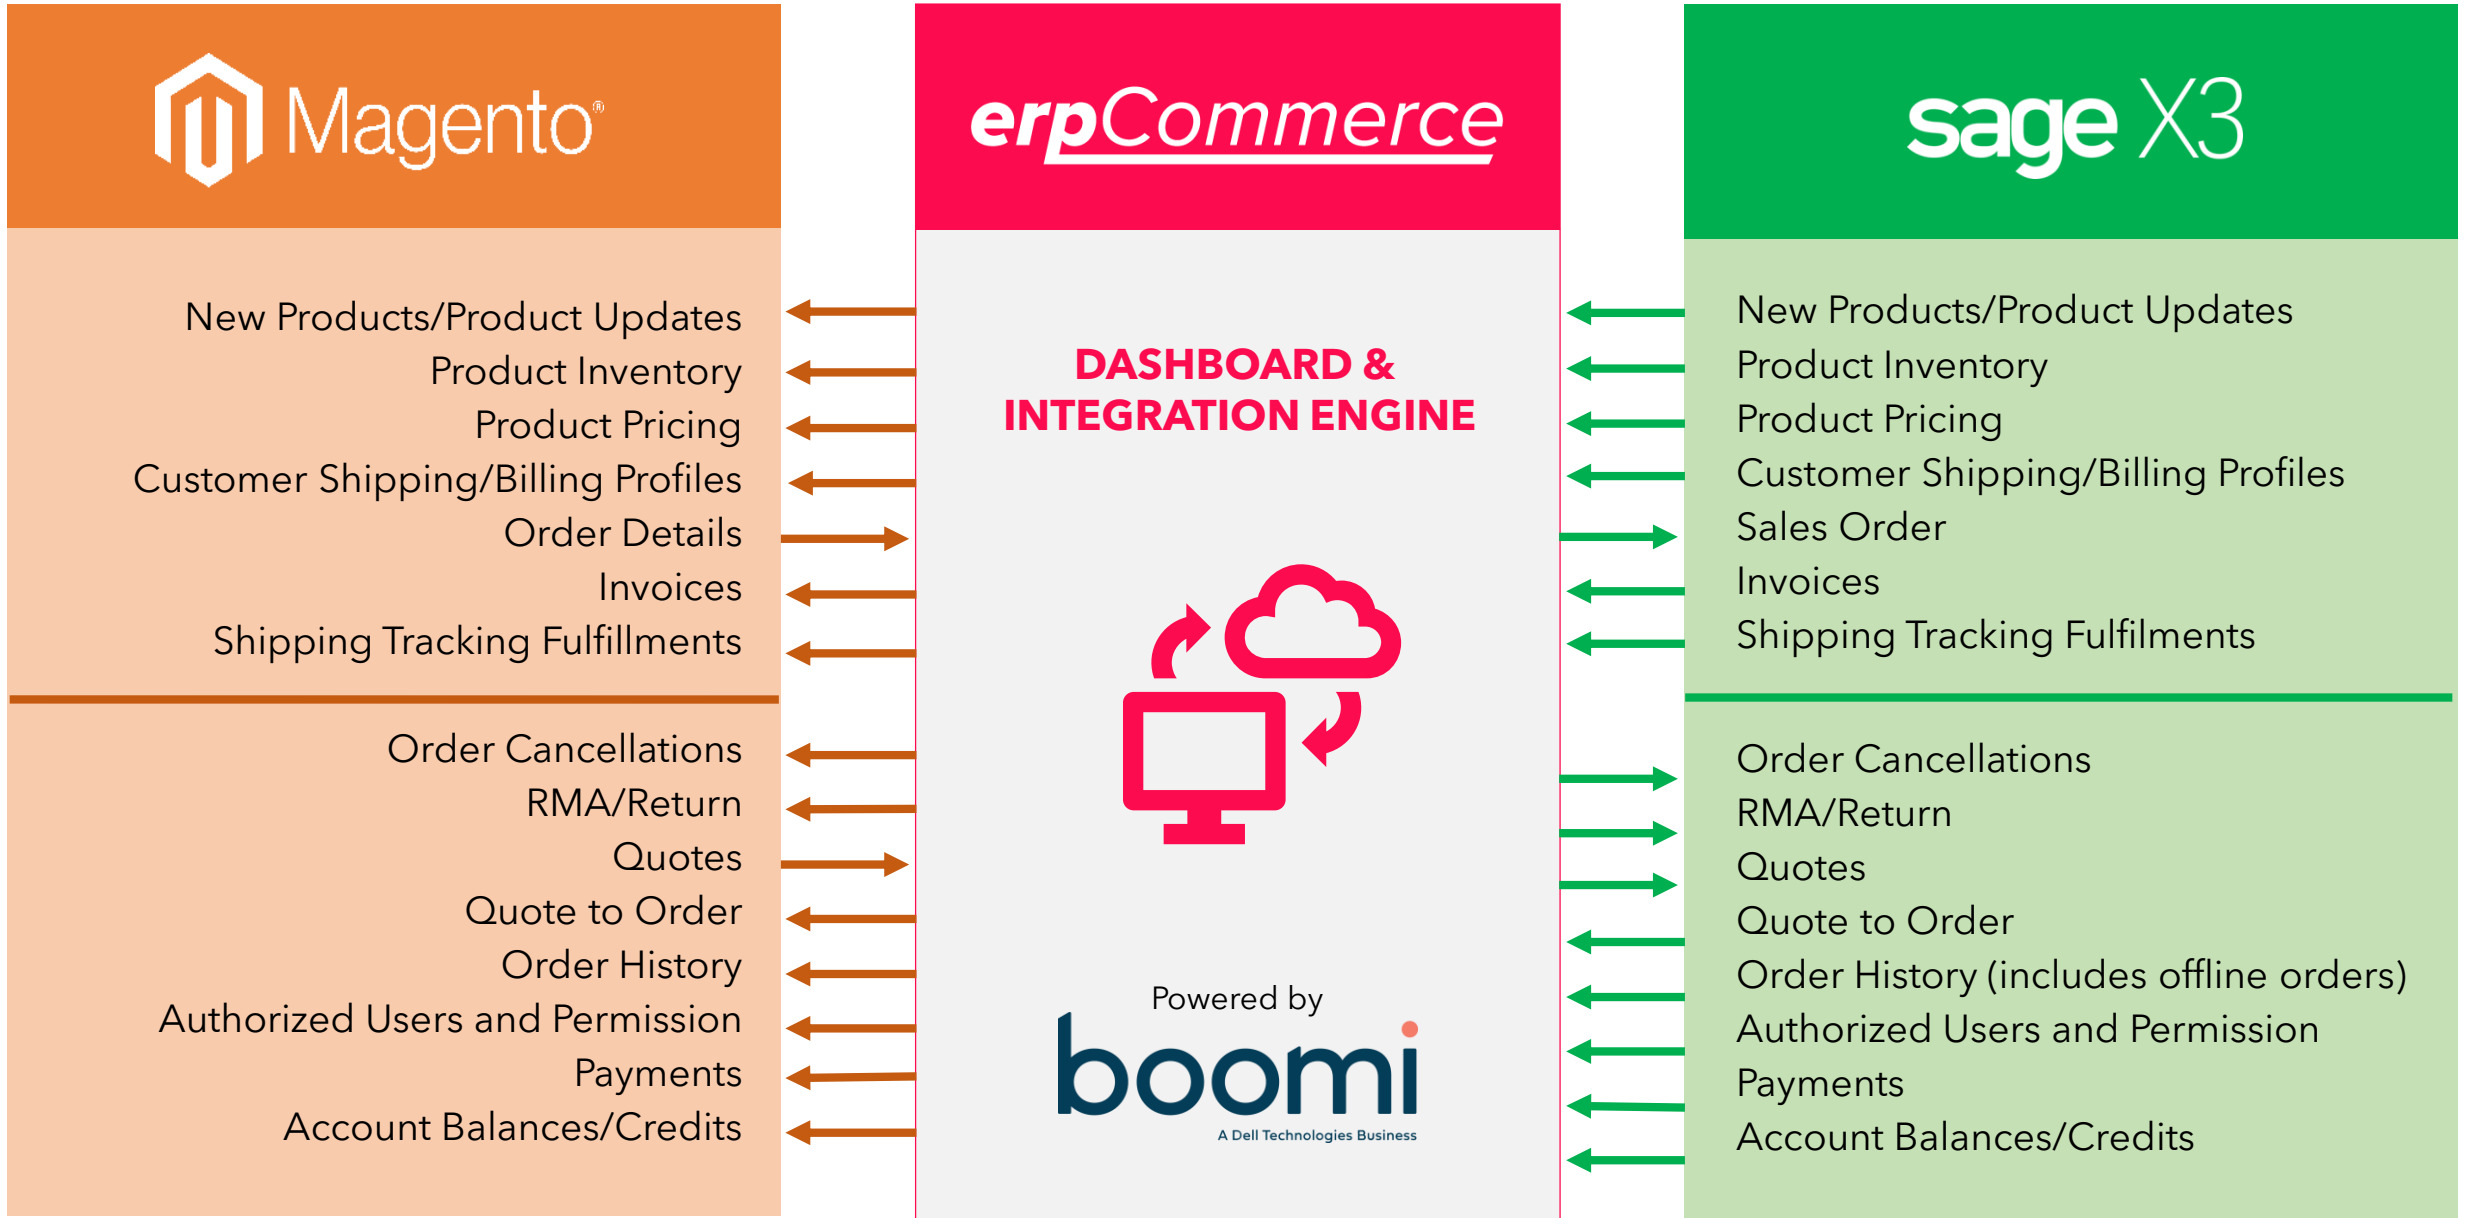 Magento®
New Products/Product Updates
Product Inventory
Product Pricing
Customer Shipping/Billing Profiles
Order Details
Invoices
Shipping Tracking Fulfillments
Order Cancellations
RMA/Return
Quotes
Quote to Order
Order History
Authorized Users and Permission
Payments
Account Balances/Credits
erpCommerce
DASHBOARD &
INTEGRATION ENGINE
Powered by
boomi
A Dell Technologies Business
sage X3
New Products/Product Updates
Product Inventory
Product Pricing
Customer Shipping/Billing Profiles
Sales Order
Invoices
Shipping Tracking Fulfilments
Order Cancellations
RMA/Return
Quotes
Quote to Order
Order History (includes offline orders)
Authorized Users and Permission
Payments
Account Balances/Credits